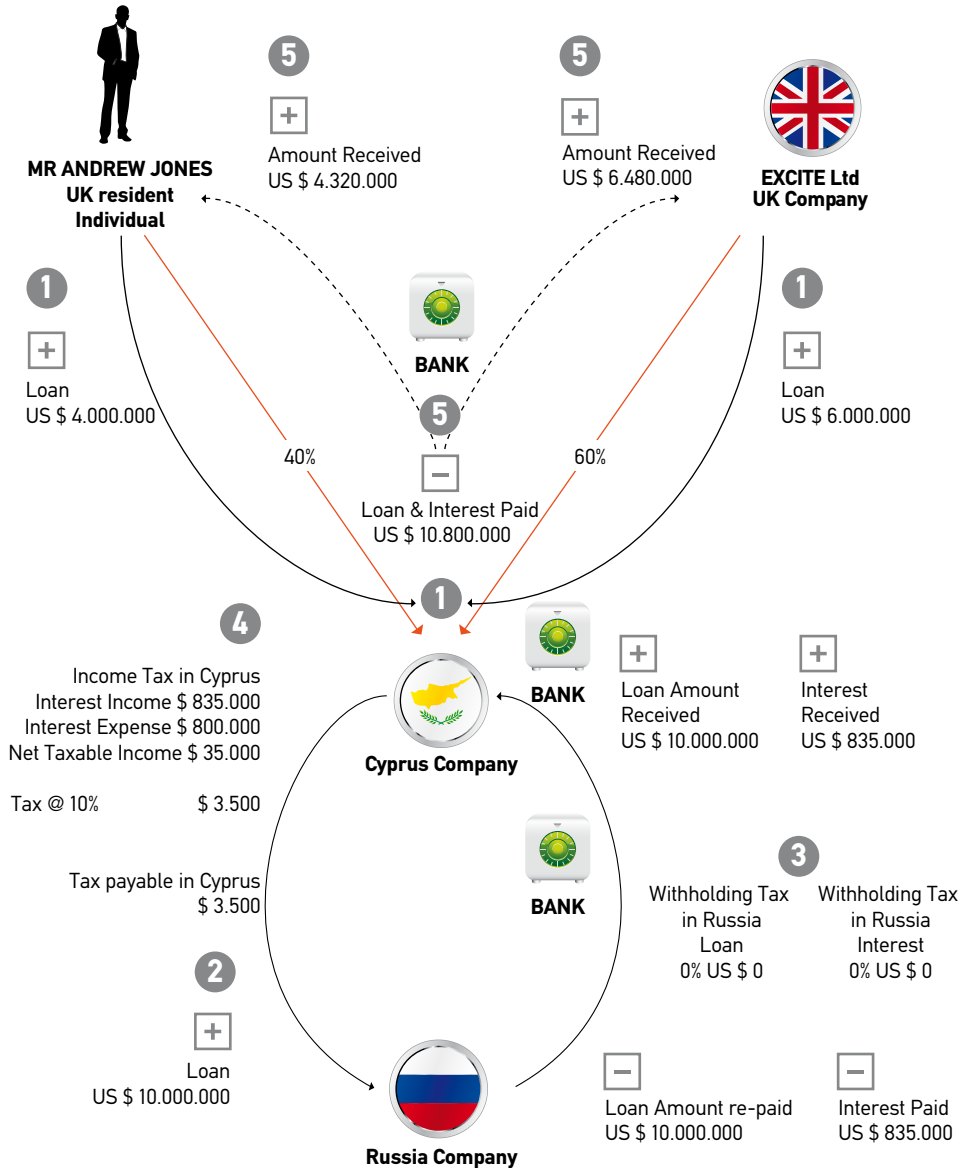 5
5
Amount Received
US $ 4.320.000
Amount Received
US $ 6.480.000
MR ANDREW JONES
UK resident
Individual
EXCITE Ltd
UK Company
1
1
BANK
Loan
US $ 4.000.000
Loan
US $ 6.000.000
5
40%
60%
Loan & Interest Paid
US $ 10.800.000
1
4
Income Tax in Cyprus
Interest Income $ 835.000
Interest Expense $ 800.000
Net Taxable Income $ 35.000
Tax @ 10% $ 3.500
Tax payable in Cyprus
$ 3.500
BANK
Loan Amount
Received
US $ 10.000.000
Interest
Received
US $ 835.000
Cyprus Company
BANK
3
Withholding Tax
in Russia
Loan
0% US $ 0
Withholding Tax
in Russia
Interest
0% US $ 0
2
Loan
US $ 10.000.000
Loan Amount re-paid
US $ 10.000.000
Interest Paid
US $ 835.000
Russia Company